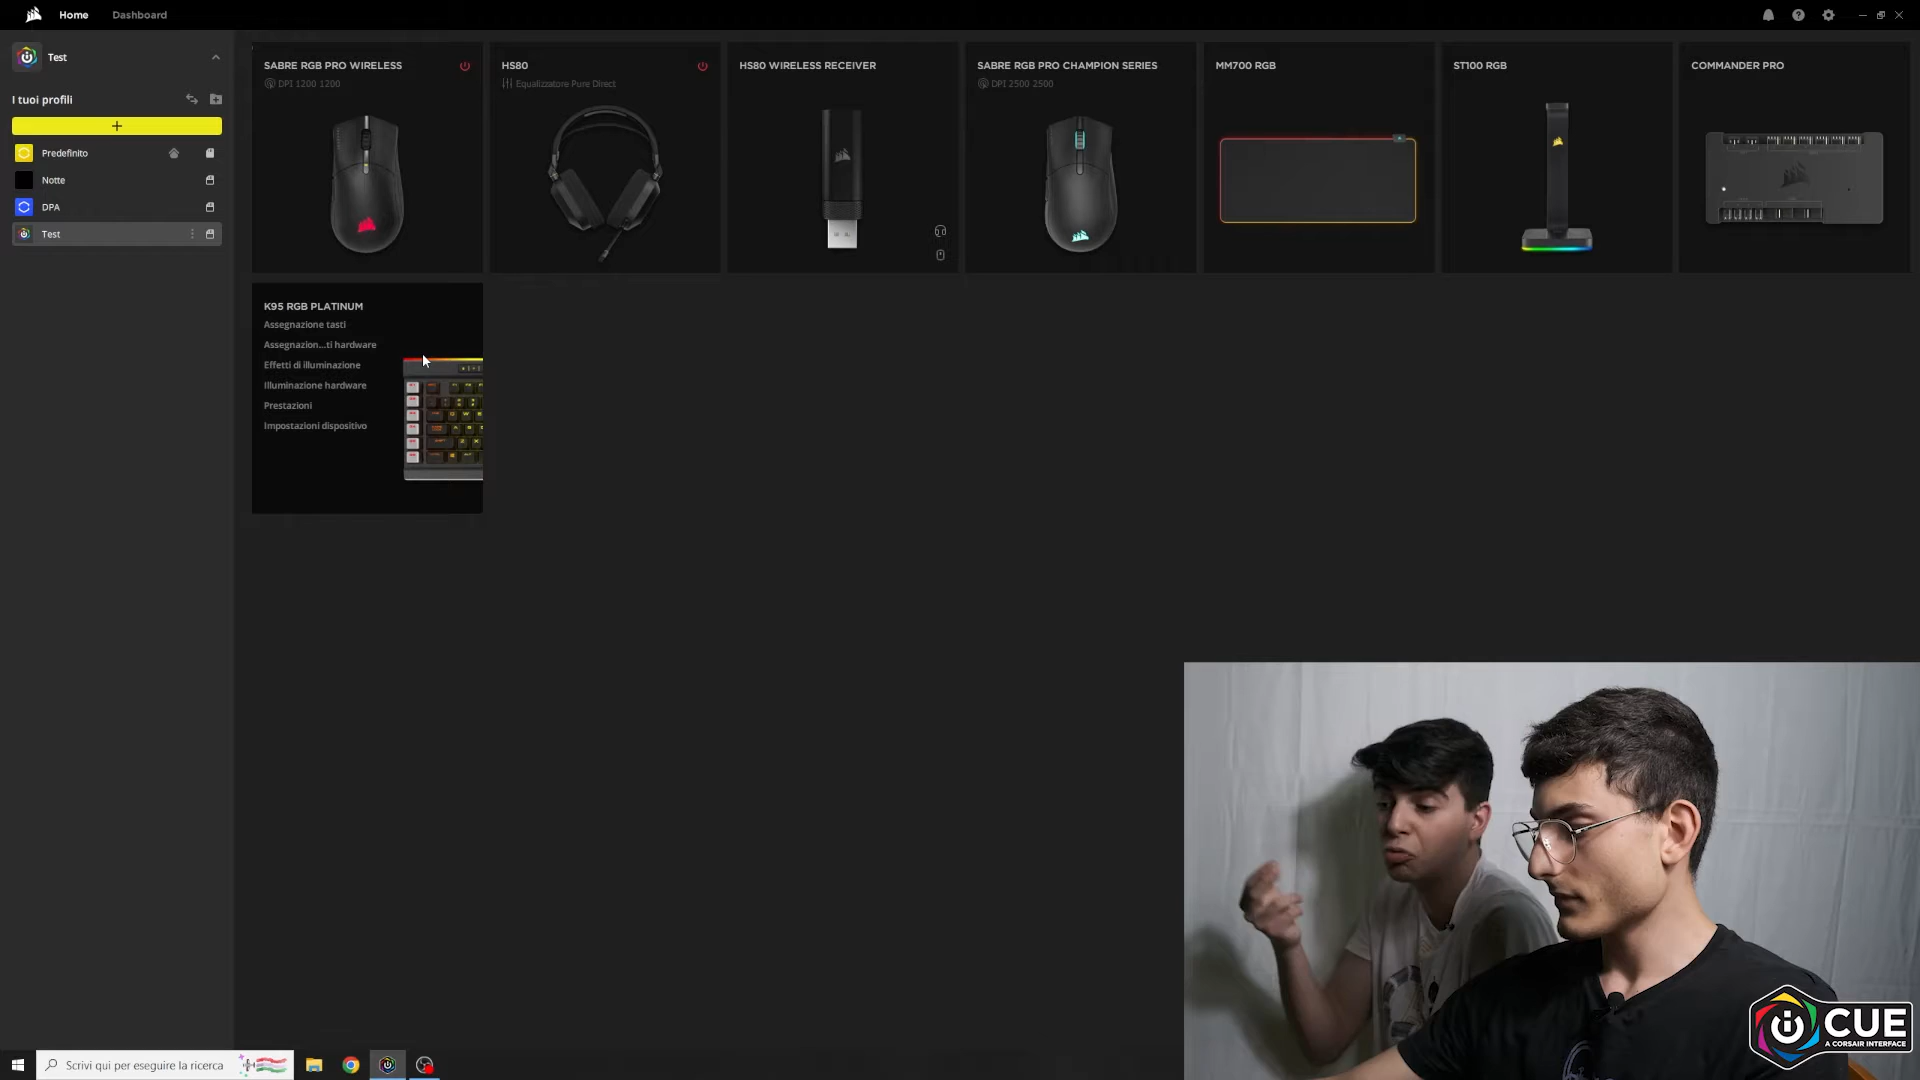 Home
Dashboard
Test
I tuoi profili
Predefinito
Notte
DPA
Test
SABRE RGB PRO WIRELESS
DPI 1200 1200
HS80
Equalizzatore Pure Direct
HS80 WIRELESS RECEIVER
SABRE RGB PRO CHAMPION SERIES
DPI 2500 2500
MM700 RGB
ST100 RGB
COMMANDER PRO
K95 RGB PLATINUM
Assegnazione tasti
Assegnazion...ti hardware
Effetti di illuminazione
Illuminazione hardware
Prestazioni
Impostazioni dispositivo
CUE
A CORSAIR INTERFACE
Scrivi qui per eseguire la ricerca